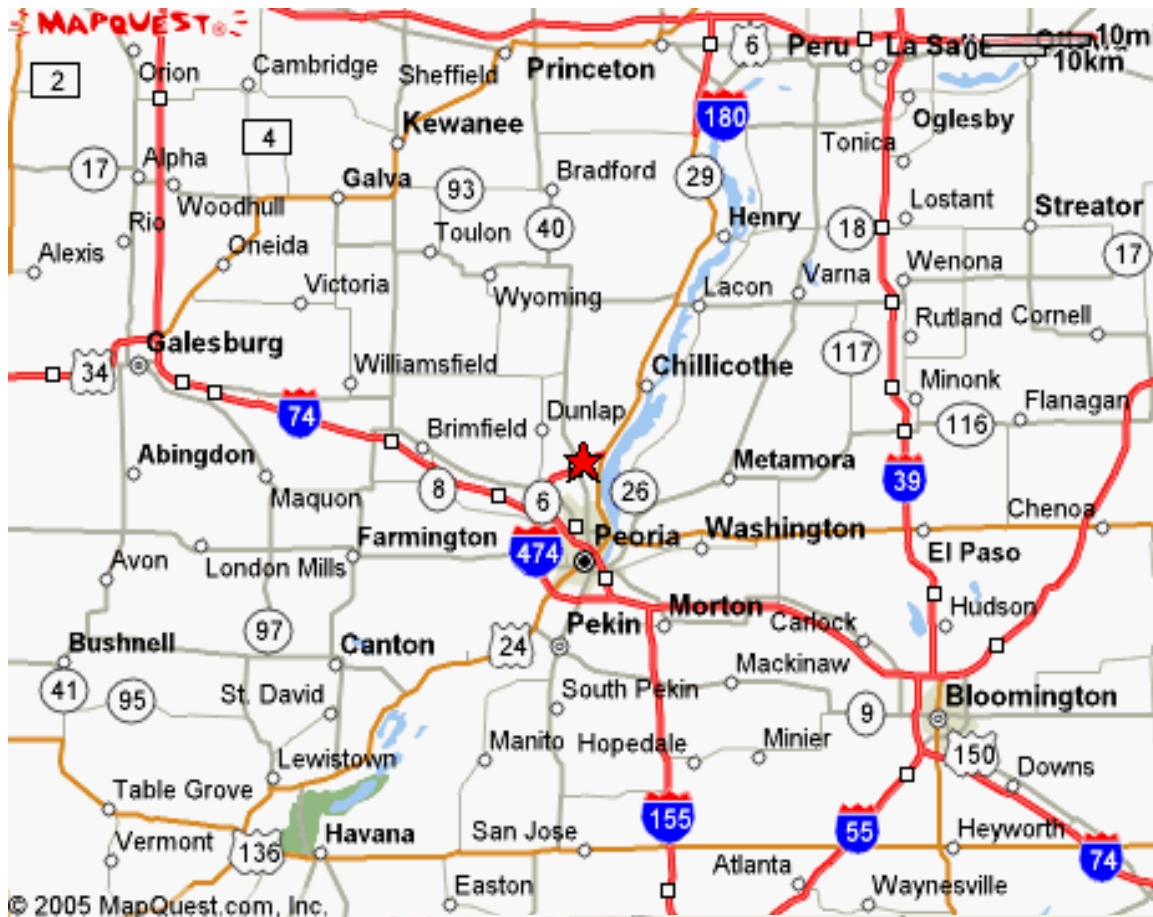 MAPQUEST
10mi
0
10km
6
Peru
La Salle
Orion
Cambridge
Sheffield
Princeton
2
180
Oglesby
Kewanee
4
Tonica
17
Alpha
Bradford
29
Galva
93
Woodhull
Lostant
Streator
Rio
Henry
40
18
Oneida
Toulon
17
Alexis
Wenona
Victoria
Varna
Wyoming
Lacon
Rutland
Cornell
Galesburg
117
Williamsfield
34
Chillicothe
Minonk
Flanagan
74
Dunlap
116
Brimfield
Abingdon
Metamora
39
Maquon
8
6
26
Chenoa
Farmington
Peoria
Washington
474
El Paso
Avon
London Mills
Morton
Hudson
97
Carlock
Bushnell
Canton
24
Pekin
Mackinaw
41
95
St. David
South Pekin
Bloomington
9
Manito
Hopedale
Minier
Lewistown
150
Downs
Table Grove
155
55
Vermont
136
Havana
San Jose
Heyworth
74
Atlanta
Easton
Waynesville
© 2005 MapQuest.com, Inc.